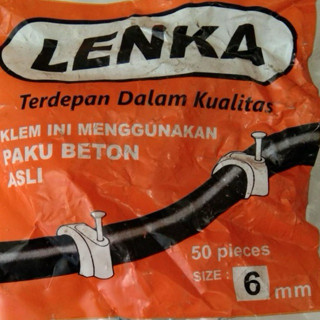 LENKA
Terdepan Dalam Kualitas
KLEM INI MENGGUNAKAN
PAKU BETON
ASLI
50 pieces
SIZE : 6 mm